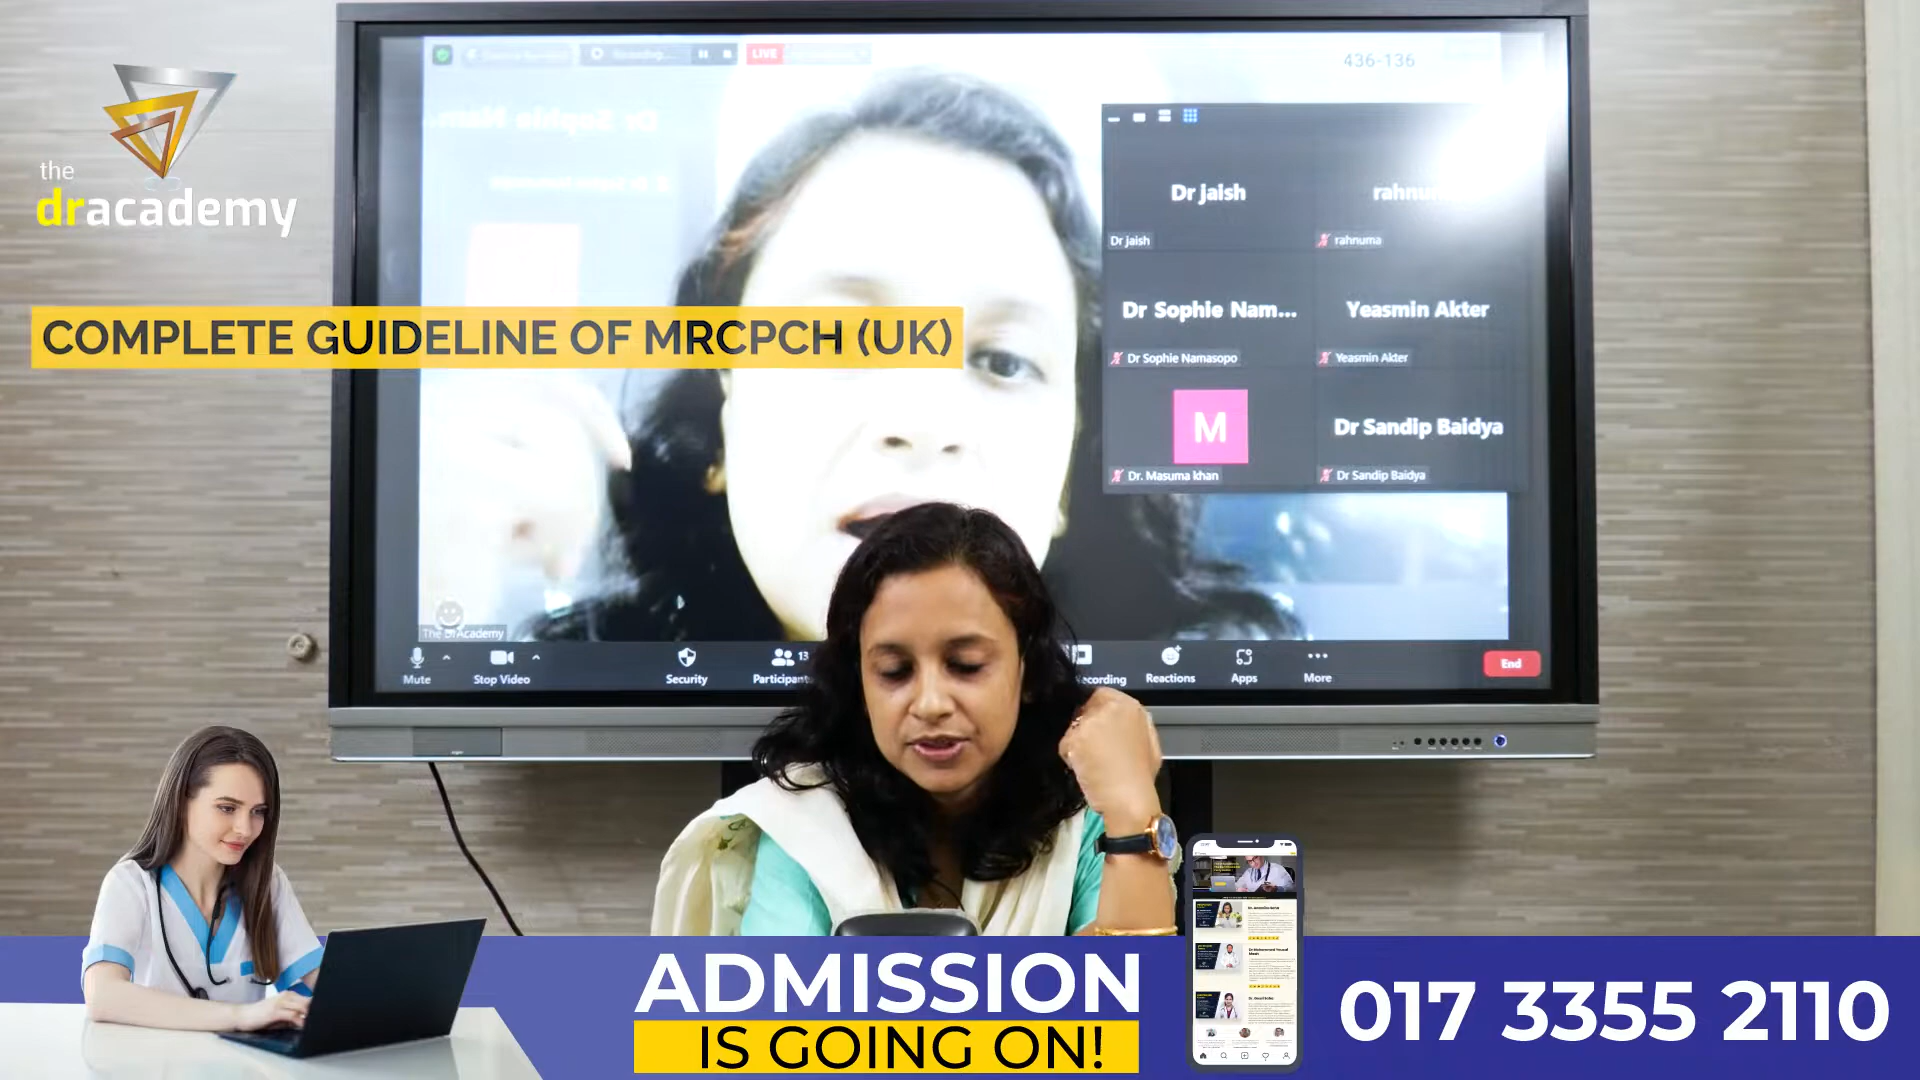 the
dracademy
COMPLETE GUIDELINE OF MRCPCH (UK)
LIVE
436-136
Dr Jaish
Dr Jaish
rahnuma
Dr Sophie Nam...
Dr Sophie Namasopo
Yeasmin Akter
Yeasmin Akter
M
Dr. Masuma khan
Dr Sandip Baidya
Dr Sandip Baidya
The DrAcademy
Mute
Stop Video
Security
13
Participants
Recording
Reactions
Apps
More
End
ADMISSION
IS GOING ON!
017 3355 2110